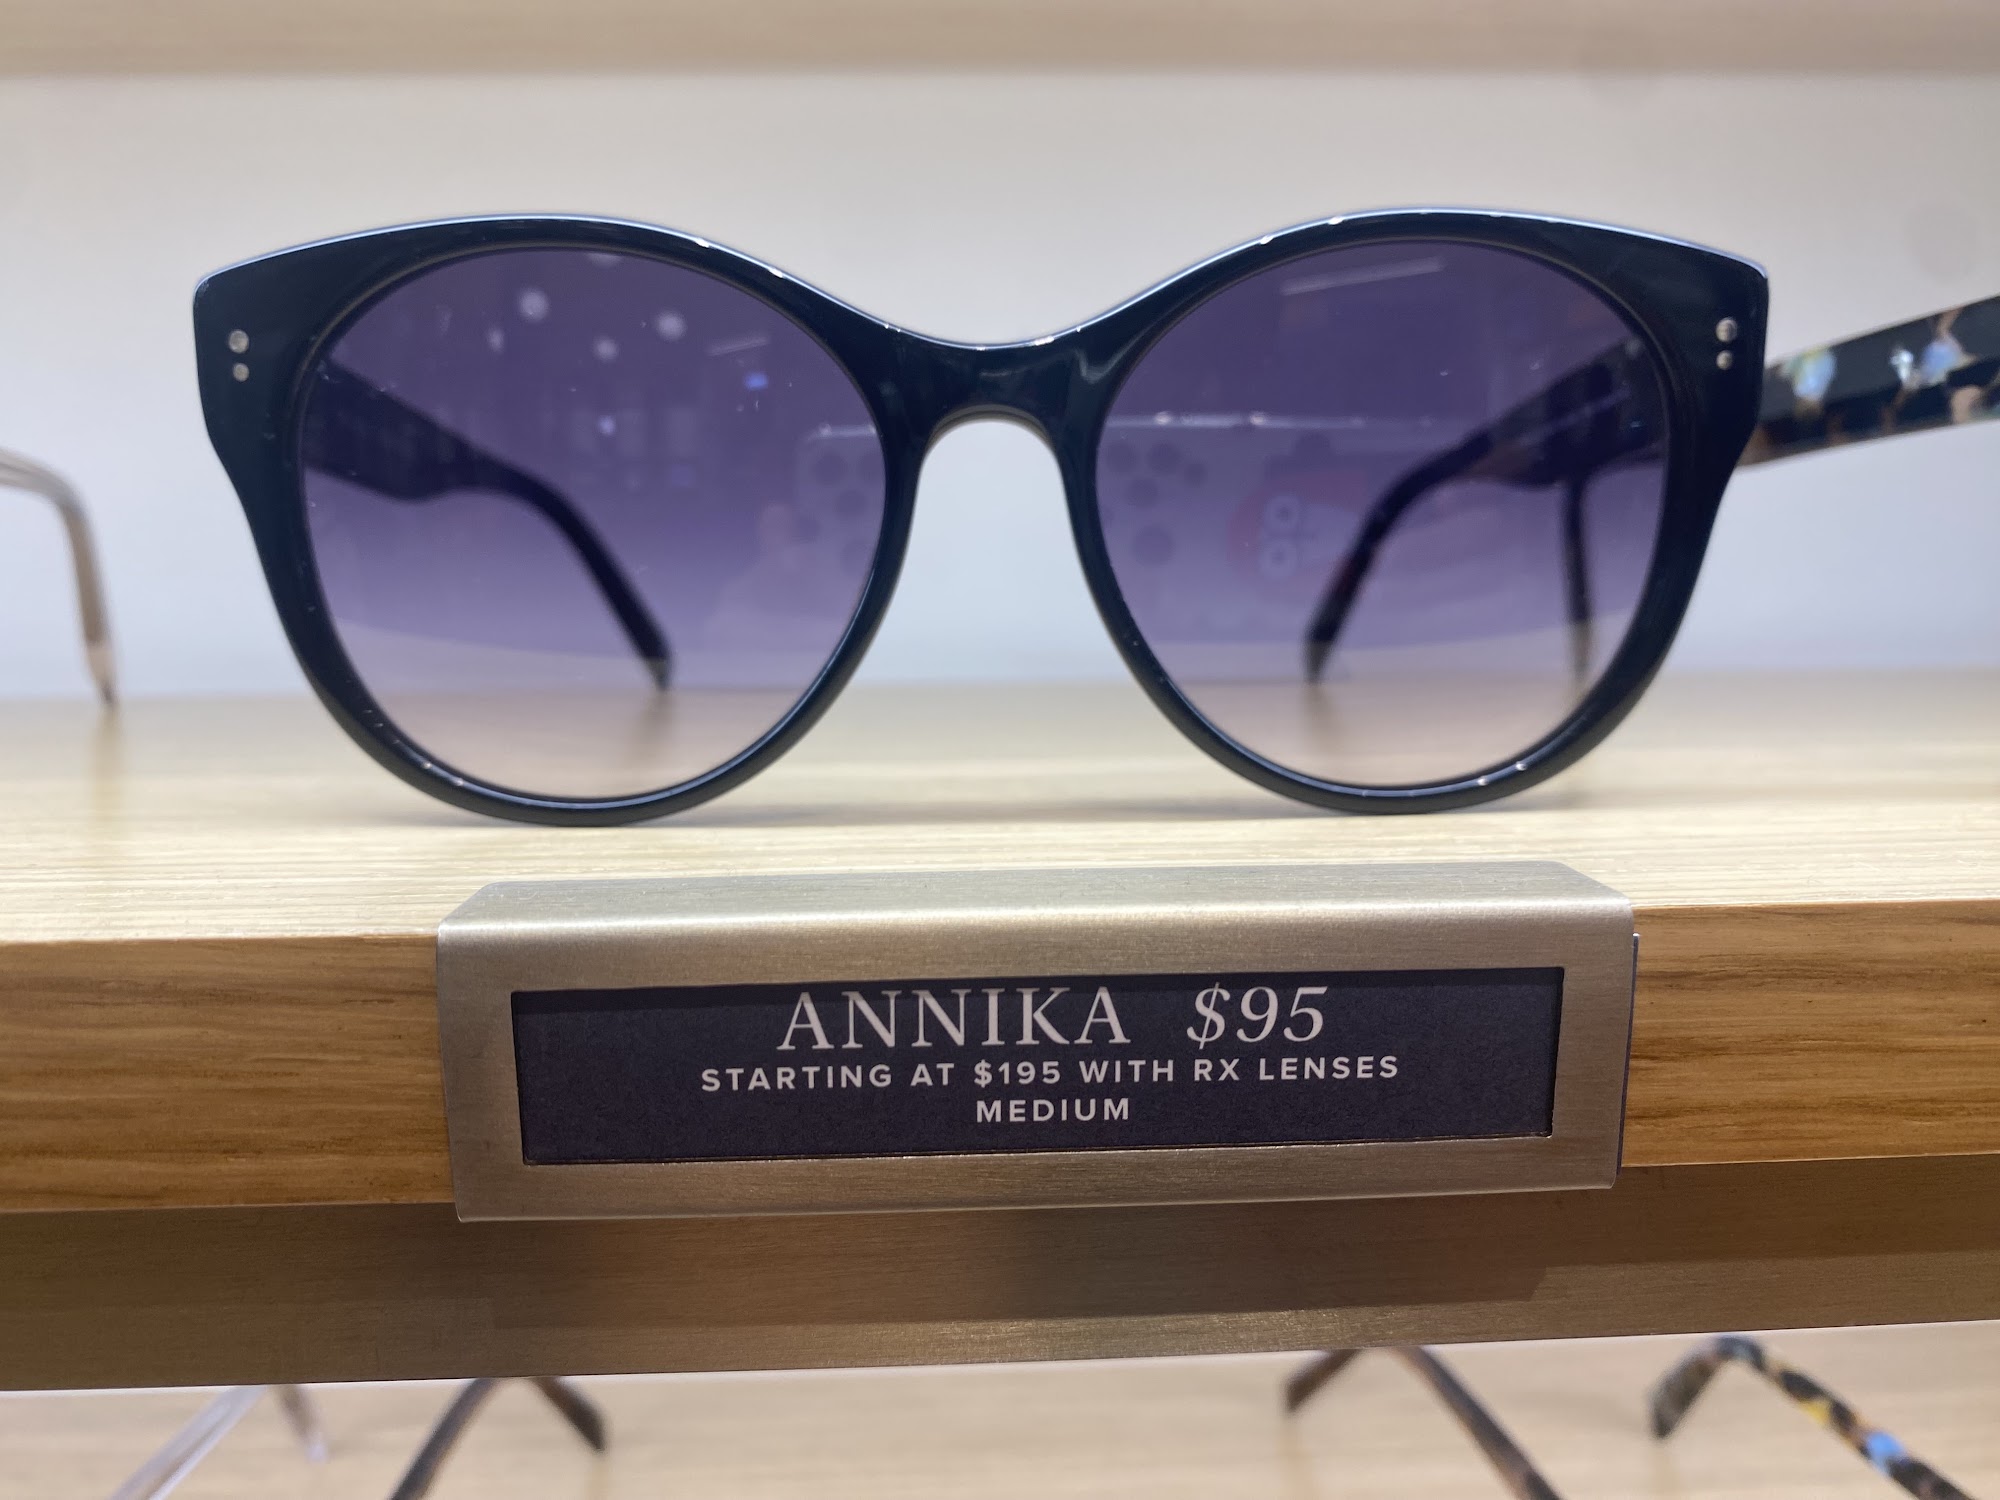 ANNIKA $95
STARTING AT $195 WITH RX LENSES
MEDIUM